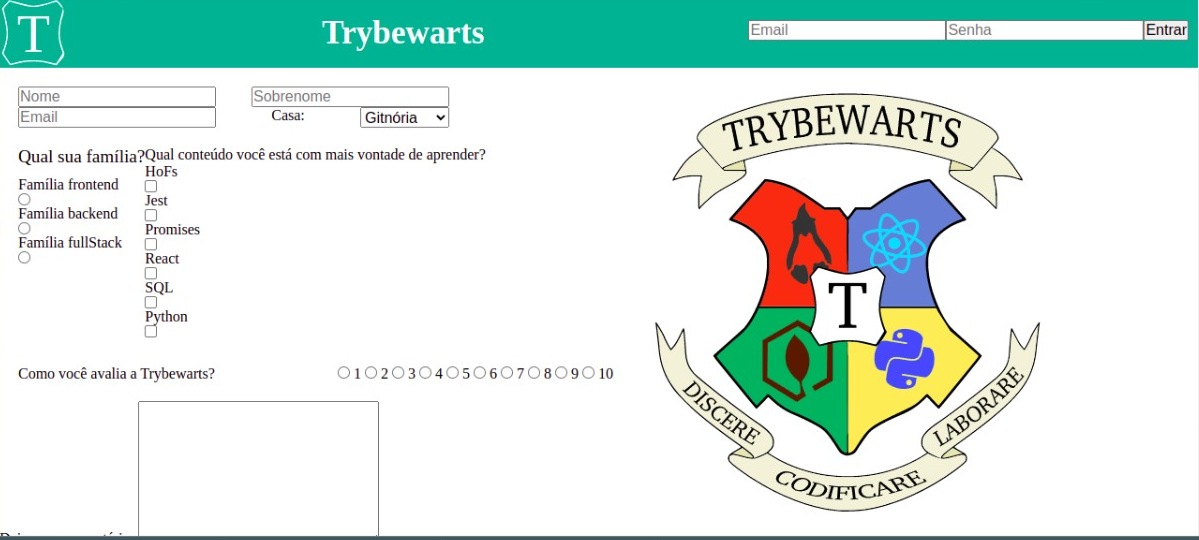 T
Trybewarts
Email Senha Entrar
Nome Sobrenome
Email Casa: Gitnória
Qual sua família?
Família frontend
Família backend
Família fullStack
Qual conteúdo você está com mais vontade de aprender?
HoFs
Jest
Promises
React
SQL
Python
Como você avalia a Trybewarts? 1 2 3 4 5 6 7 8 9 10
TRYBEWARTS
T
DISCERE
LABORARE
CODIFICARE